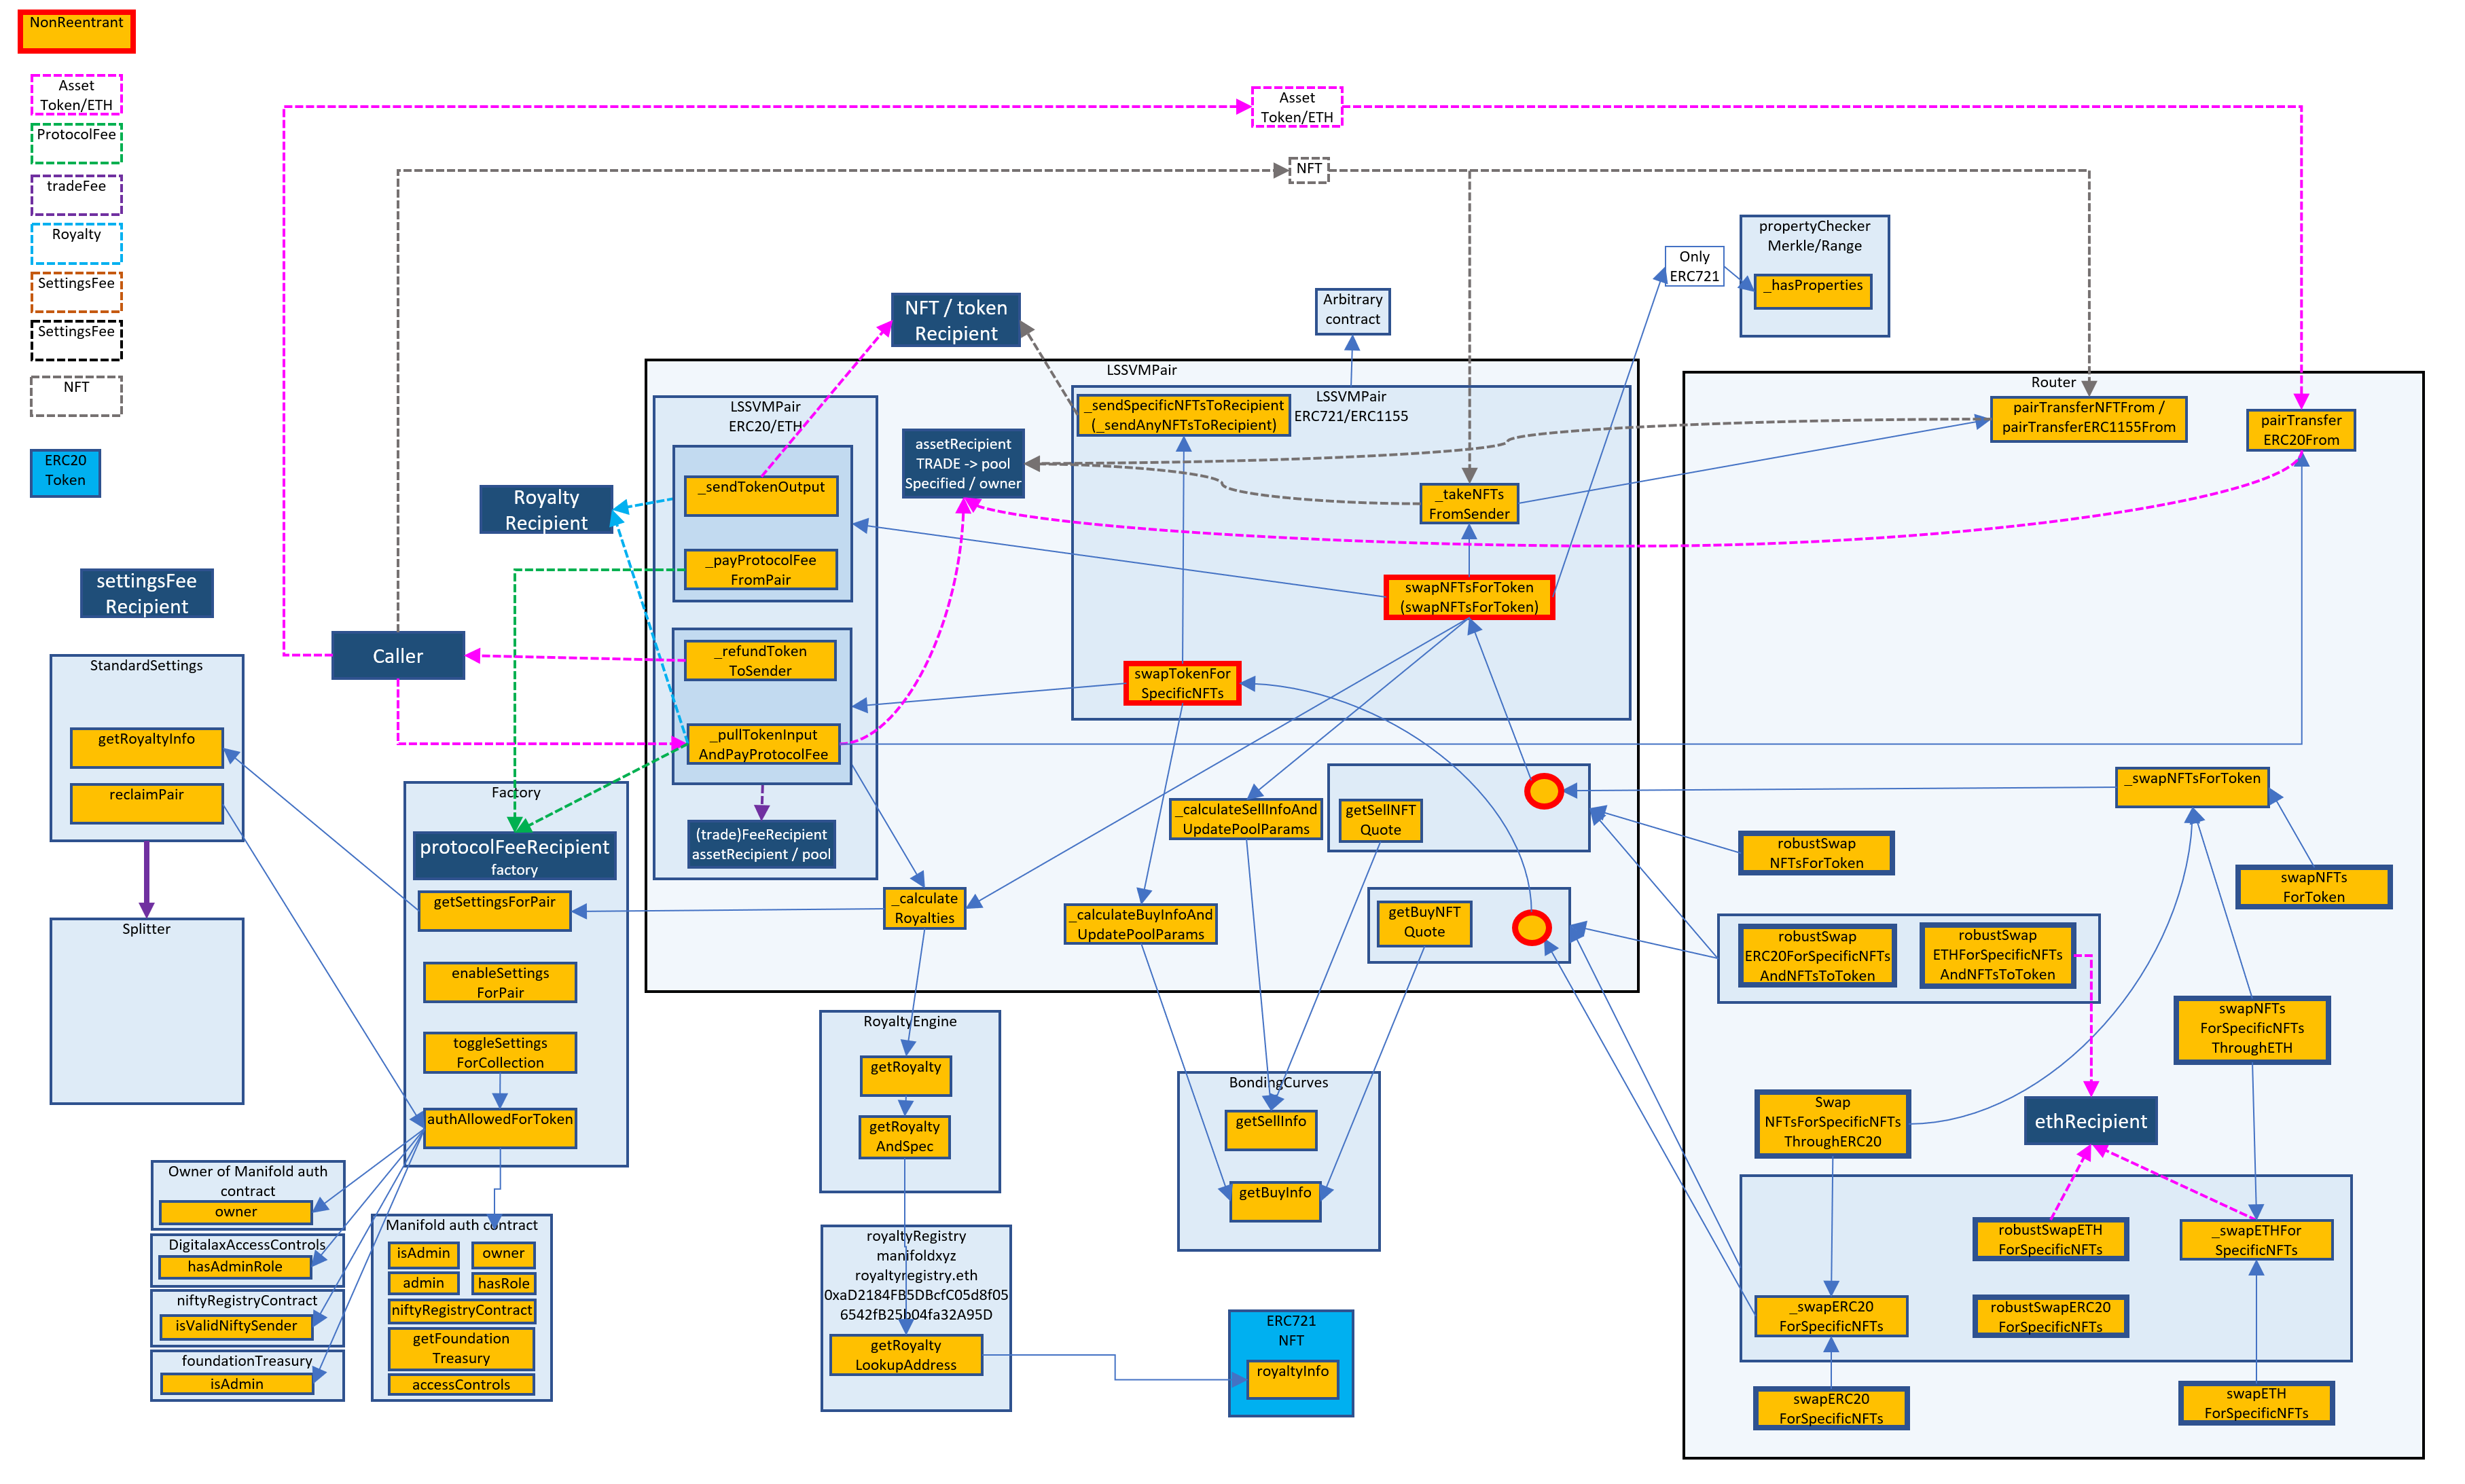 NonReentrant
Asset
Token/ETH
ProtocolFee
tradeFee
Royalty
SettingsFee
SettingsFee
NFT
ERC20
Token
Asset
Token/ETH
NFT
propertyChecker
Merkle/Range
_hasProperties
Only
ERC721
Arbitrary
contract
NFT / token
Recipient
Royalty
Recipient
settingsFee
Recipient
Caller
LSSVMPair
LSSVMPair
ERC20/ETH
_sendTokenOutput
_payProtocolFee
FromPair
_refundToken
ToSender
_pullTokenInput
AndPayProtocolFee
(trade)FeeRecipient
assetRecipient / pool
assetRecipient
TRADE -> pool
Specified / owner
LSSVMPair
ERC721/ERC1155
_sendSpecificNFTsToRecipient
(_sendAnyNFTsToRecipient)
_takeNFTs
FromSender
swapNFTsForToken
(swapNFTsForToken)
swapTokenFor
SpecificNFTs
_calculateSellInfoAnd
UpdatePoolParams
getSellNFT
Quote
_calculate
Royalties
_calculateBuyInfoAnd
UpdatePoolParams
getBuyNFT
Quote
StandardSettings
getRoyaltyInfo
reclaimPair
Splitter
Factory
protocolFeeRecipient
factory
getSettingsForPair
enableSettings
ForPair
toggleSettings
ForCollection
authAllowedForToken
Owner of Manifold auth
contract
owner
DigitalaxAccessControls
hasAdminRole
niftyRegistryContract
isValidNiftySender
foundationTreasury
isAdmin
Manifold auth contract
isAdmin
owner
admin
hasRole
niftyRegistryContract
getFoundation
Treasury
accessControls
RoyaltyEngine
getRoyalty
getRoyalty
AndSpec
royaltyRegistry
manifoldxyz
royaltyregistry.eth
0xaD2184FB5DBcfC05d8f05
6542fB25b04fa32A95D
getRoyalty
LookupAddress
BondingCurves
getSellInfo
getBuyInfo
ERC721
NFT
royaltyInfo
Router
pairTransferNFTFrom /
pairTransferERC1155From
pairTransfer
ERC20From
_swapNFTsForToken
robustSwap
NFTsForToken
swapNFTs
ForToken
robustSwap
ERC20ForSpecificNFTs
AndNFTsToToken
robustSwap
ETHForSpecificNFTs
AndNFTsToToken
swapNFTs
ForSpecificNFTs
ThroughETH
Swap
NFTsForSpecificNFTs
ThroughERC20
ethRecipient
robustSwapETH
ForSpecificNFTs
_swapETHFor
SpecificNFTs
_swapERC20
ForSpecificNFTs
robustSwapERC20
ForSpecificNFTs
swapERC20
ForSpecificNFTs
swapETH
ForSpecificNFTs